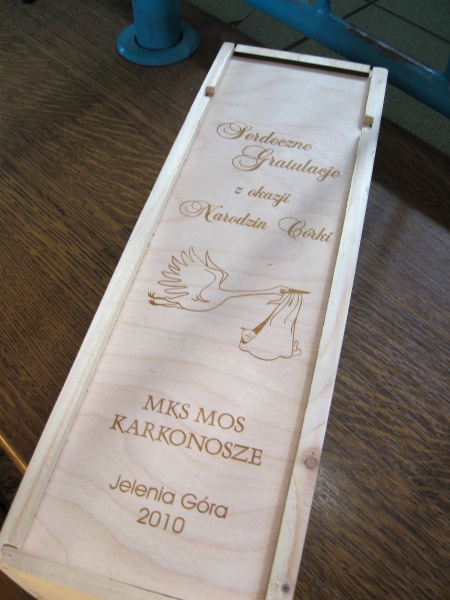 Serdeczne
Gratulacje
z okazji
Narodzin Córki
MKS MOS
KARKONOSZE
Jelenia Góra
2010